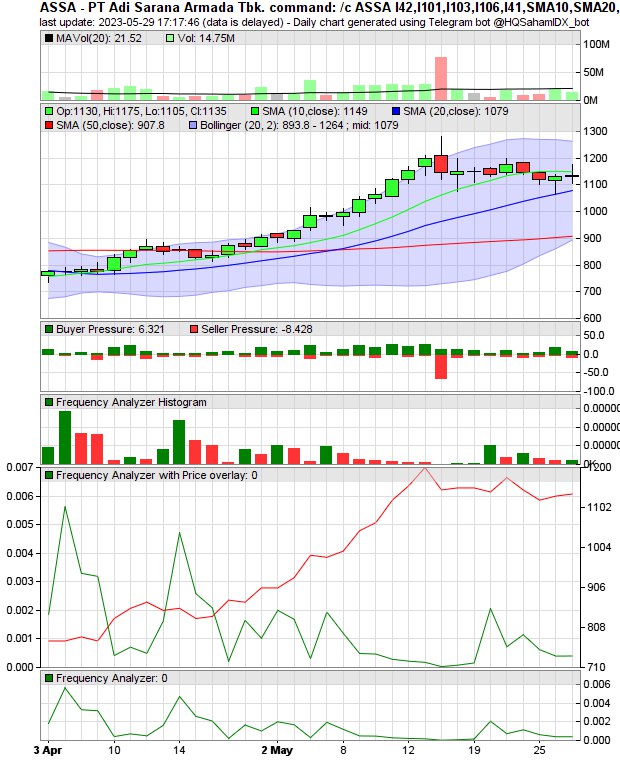 ASSA - PT Adi Sarana Armada Tbk. command: /c ASSA I42,I101,I103,I106,I41,SMA10,SMA20,
last update: 2023-05-29 17:17:46 (data is delayed) - Daily chart generated using Telegram bot @HQSahamIDX_bot
MAVol(20): 21.52 Vol: 14.75M
100M
50M
0M
Op:1130, Hi:1175, Lo:1105, Cl:1135 SMA (10,close): 1149 SMA (20,close): 1079
SMA (50,close): 907.8 Bollinger (20, 2): 893.8 - 1264 ; mid: 1079
1300
1200
1100
1000
900
800
700
600
Buyer Pressure: 6.321 Seller Pressure: -8.428
50.0
0.0
-50.0
-100.0
Frequency Analyzer Histogram
0.00000
0.00000
0.00000
Frequency Analyzer with Price overlay: 0
0.007
0.006
0.005
0.004
0.003
0.002
0.001
0.000
1200
1102
1004
906
808
710
Frequency Analyzer: 0
0.006
0.004
0.002
0.000
3 Apr 10 14 2 May 8 12 19 25